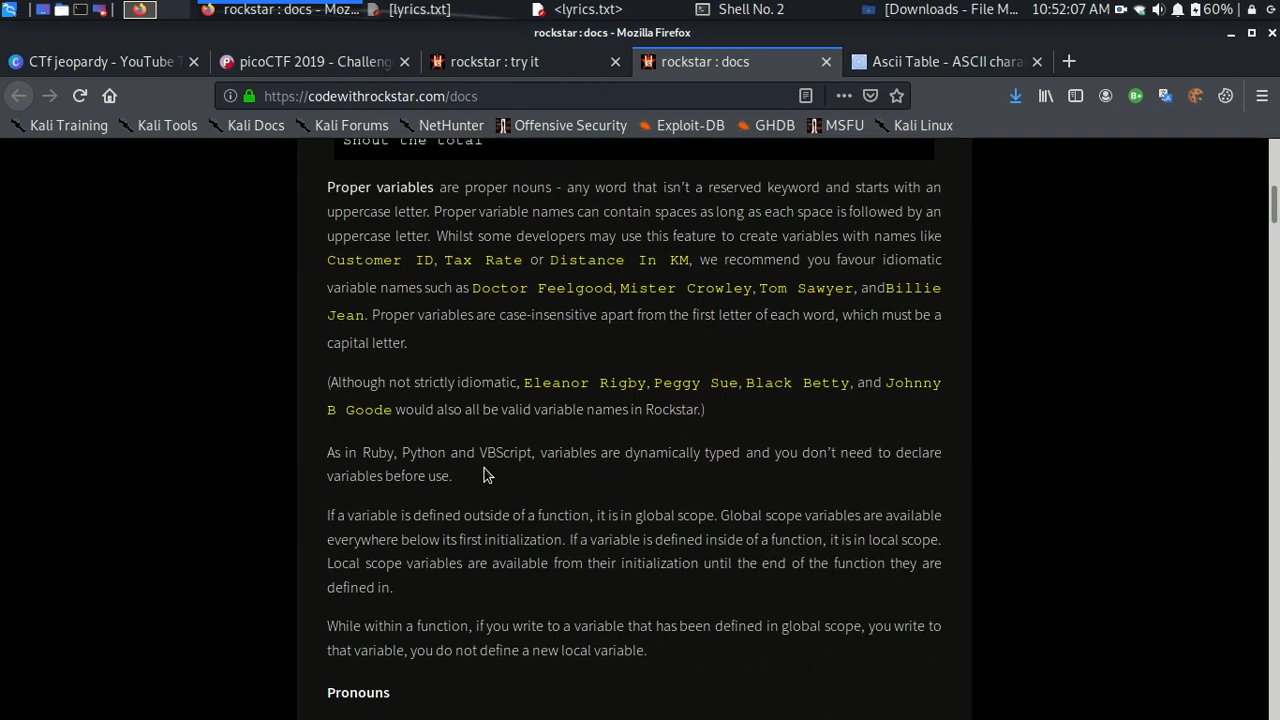 rockstar : docs - Moz...
[lyrics.txt]
<lyrics.txt>
Shell No. 2
[Downloads - File M...
10:52:07 AM
60%
rockstar : docs - Mozilla Firefox
CTf jeopardy - YouTube T
picoCTF 2019 - Challeng
rockstar : try it
rockstar : docs
Ascii Table - ASCII chara
https://codewithrockstar.com/docs
Kali Training
Kali Tools
Kali Docs
Kali Forums
NetHunter
Offensive Security
Exploit-DB
GHDB
MSFU
Kali Linux
Shout the total
Proper variables are proper nouns - any word that isn’t a reserved keyword and starts with an
uppercase letter. Proper variable names can contain spaces as long as each space is followed by an
uppercase letter. Whilst some developers may use this feature to create variables with names like
Customer ID, Tax Rate or Distance In KM, we recommend you favour idiomatic
variable names such as Doctor Feelgood, Mister Crowley, Tom Sawyer, and Billie
Jean. Proper variables are case-insensitive apart from the first letter of each word, which must be a
capital letter.
(Although not strictly idiomatic, Eleanor Rigby, Peggy Sue, Black Betty, and Johnny
B Goode would also all be valid variable names in Rockstar.)
As in Ruby, Python and VBScript, variables are dynamically typed and you don’t need to declare
variables before use.
If a variable is defined outside of a function, it is in global scope. Global scope variables are available
everywhere below its first initialization. If a variable is defined inside of a function, it is in local scope.
Local scope variables are available from their initialization until the end of the function they are
defined in.
While within a function, if you write to a variable that has been defined in global scope, you write to
that variable, you do not define a new local variable.
Pronouns